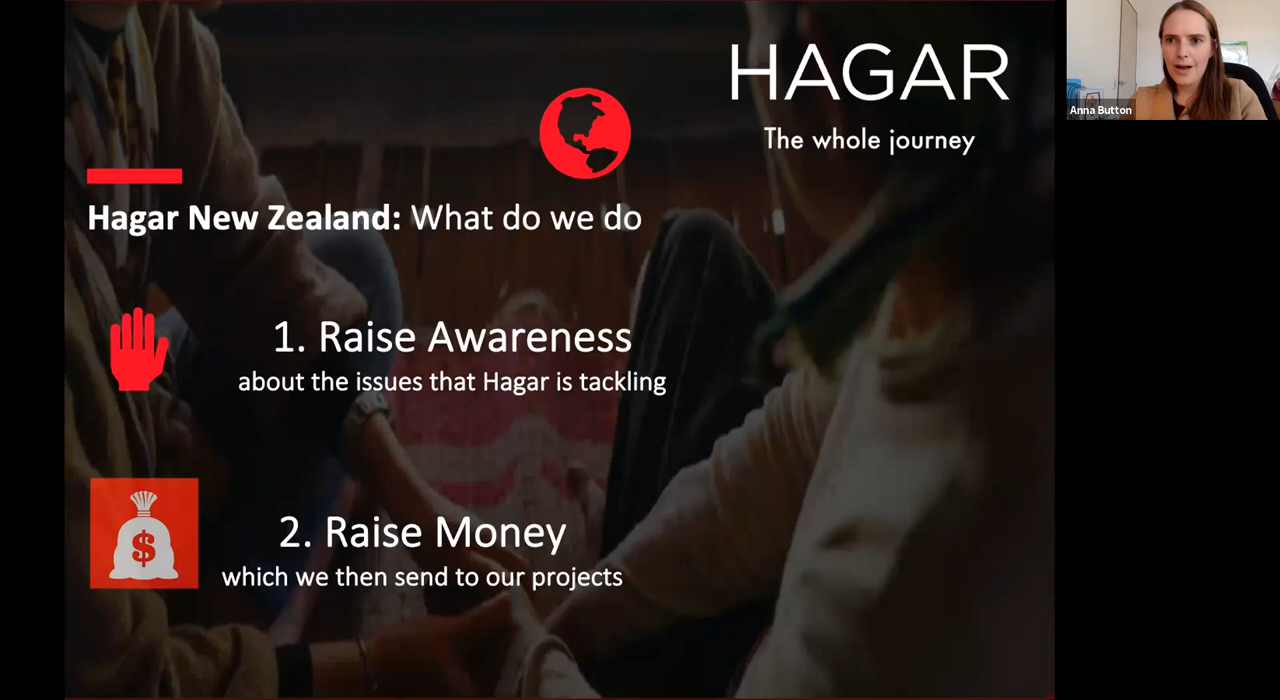 HAGAR
The whole journey
Anna Button
Hagar New Zealand: What do we do
1. Raise Awareness
about the issues that Hagar is tackling
$
2. Raise Money
which we then send to our projects